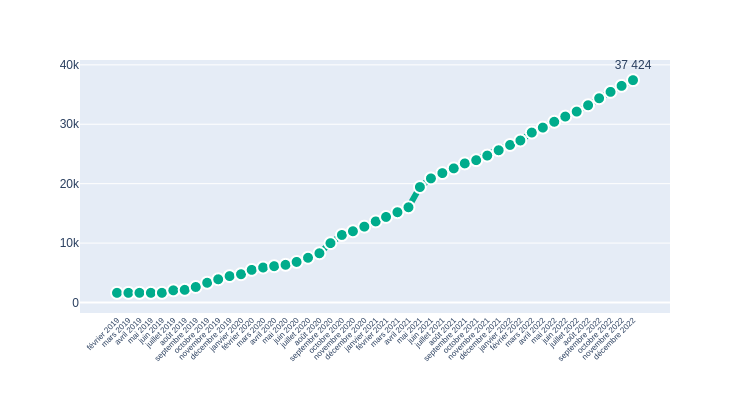 37 424
40k
30k
20k
10k
0
février 2019
mars 2019
avril 2019
mai 2019
juin 2019
juillet 2019
août 2019
septembre 2019
octobre 2019
novembre 2019
décembre 2019
janvier 2020
février 2020
mars 2020
avril 2020
mai 2020
juin 2020
juillet 2020
août 2020
septembre 2020
octobre 2020
novembre 2020
décembre 2020
janvier 2021
février 2021
mars 2021
avril 2021
mai 2021
juin 2021
juillet 2021
août 2021
septembre 2021
octobre 2021
novembre 2021
décembre 2021
janvier 2022
février 2022
mars 2022
avril 2022
mai 2022
juin 2022
juillet 2022
août 2022
septembre 2022
octobre 2022
novembre 2022
décembre 2022